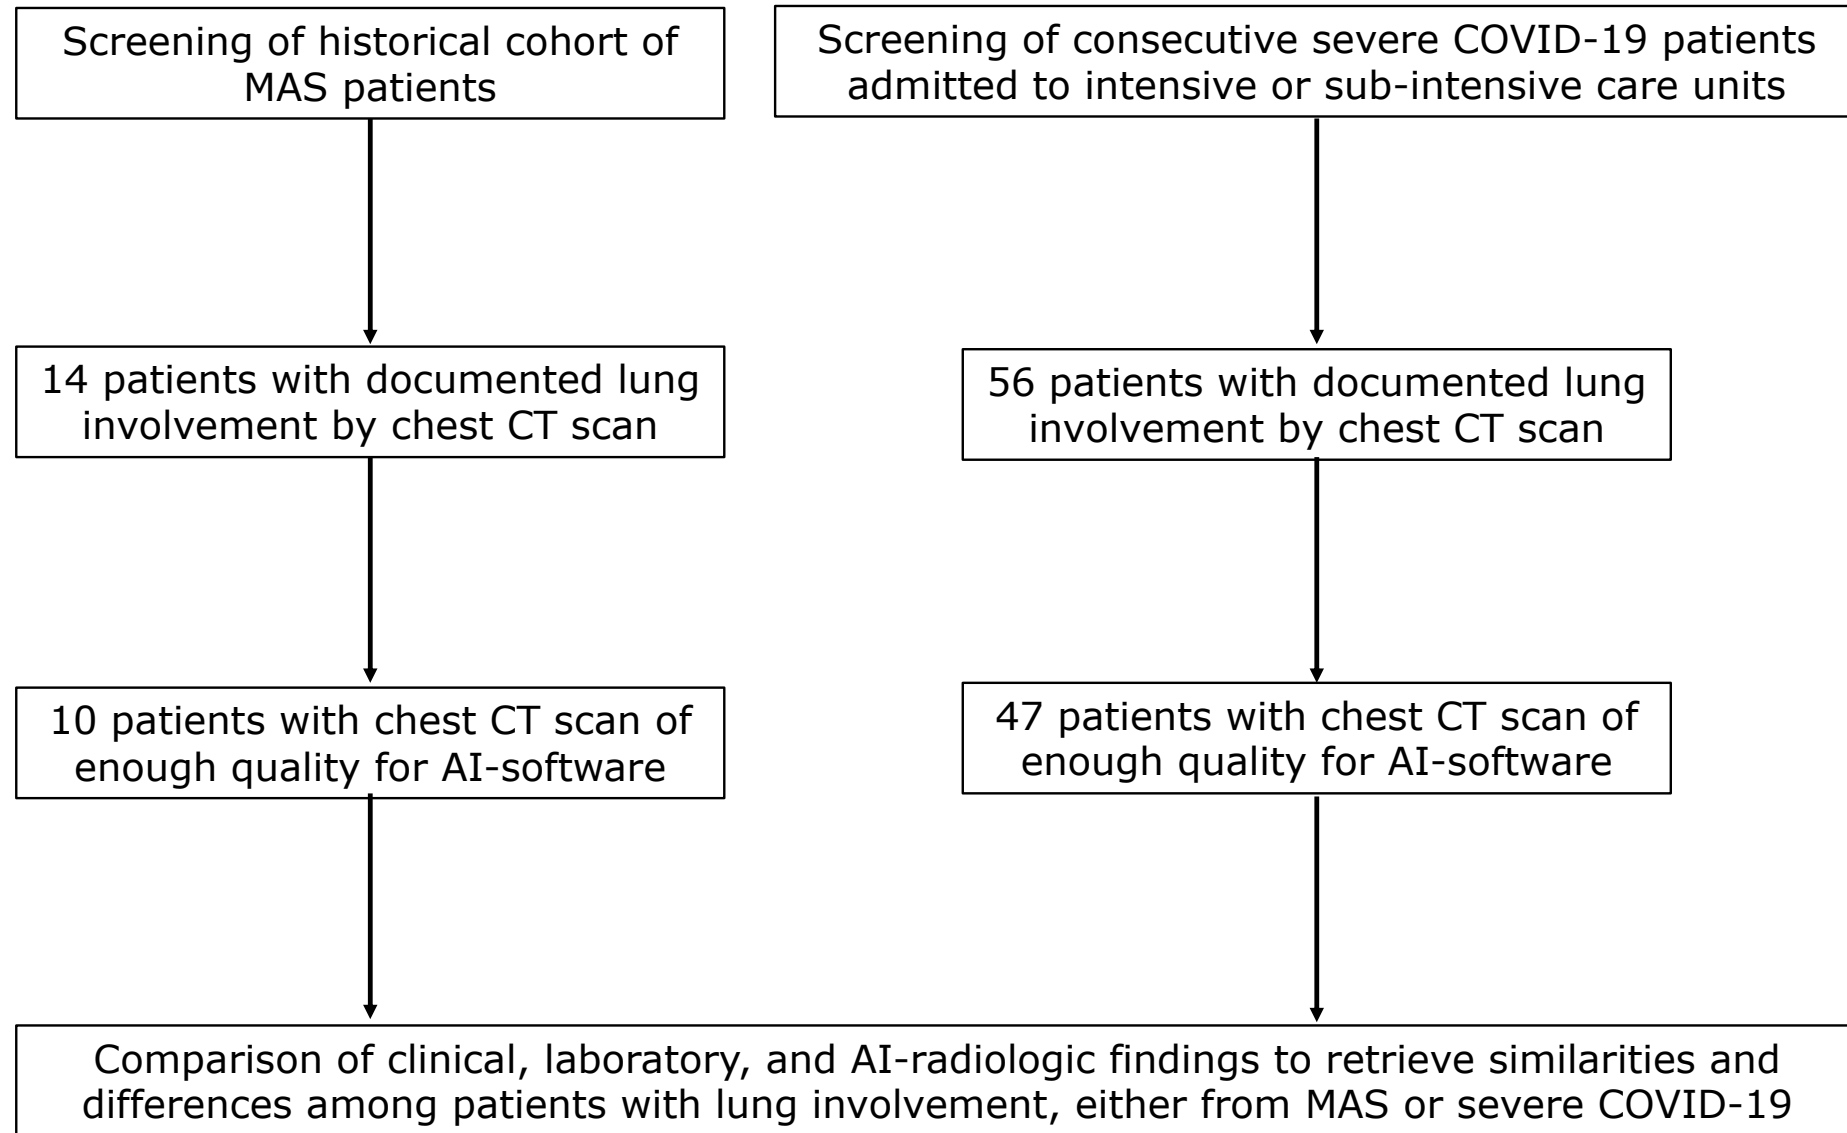 Screening of historical cohort of
MAS patients
Screening of consecutive severe COVID-19 patients
admitted to intensive or sub-intensive care units
14 patients with documented lung
involvement by chest CT scan
56 patients with documented lung
involvement by chest CT scan
10 patients with chest CT scan of
enough quality for AI-software
47 patients with chest CT scan of
enough quality for AI-software
Comparison of clinical, laboratory, and AI-radiologic findings to retrieve similarities and
differences among patients with lung involvement, either from MAS or severe COVID-19